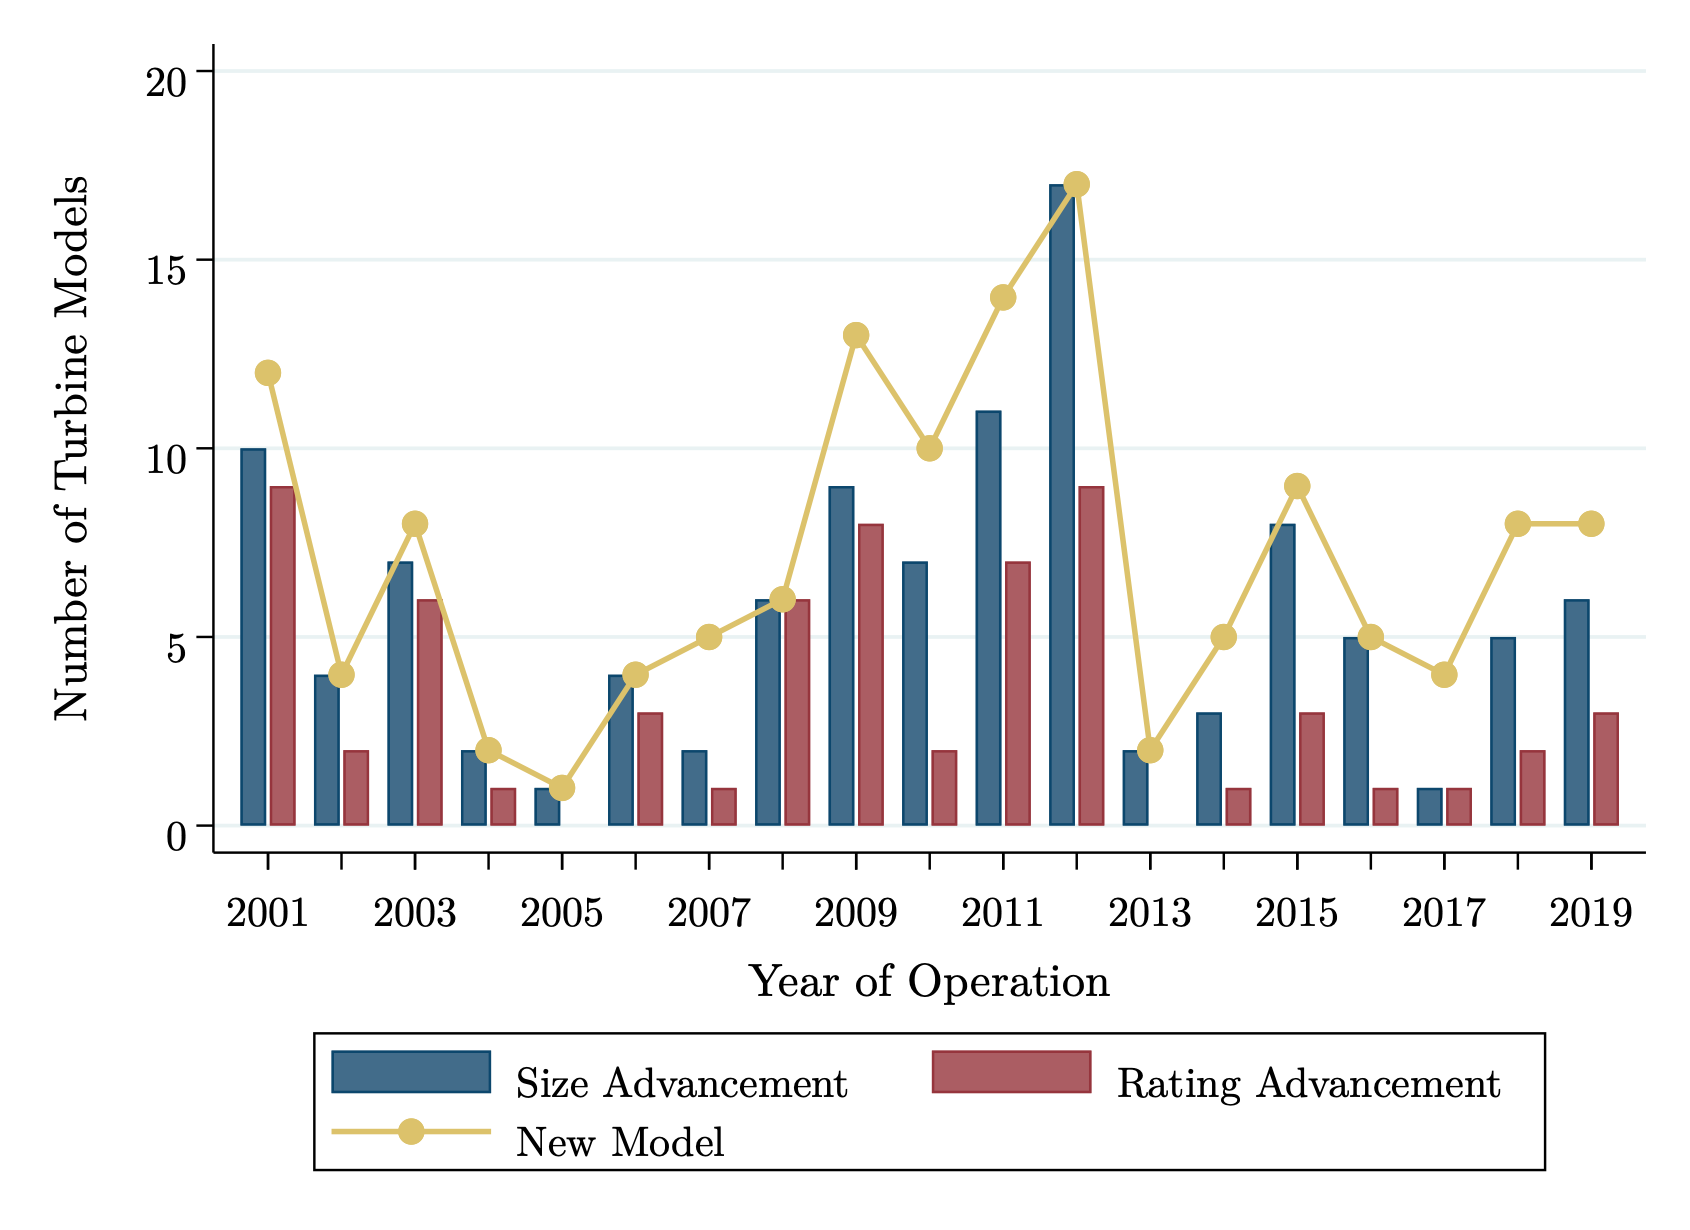 Number of Turbine Models
20
15
10
5
0
2001 2003 2005 2007 2009 2011 2013 2015 2017 2019
Year of Operation
Size Advancement Rating Advancement
New Model